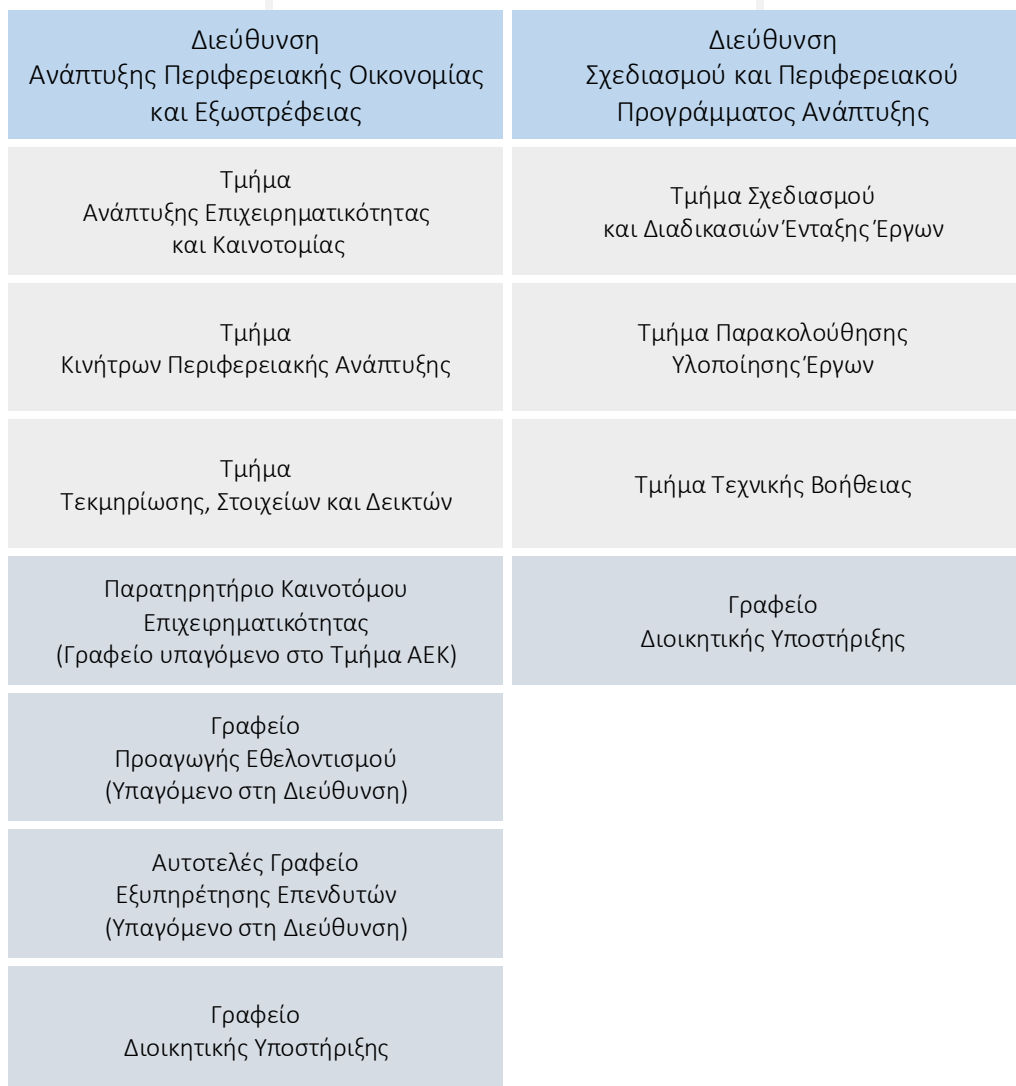 Διεύθυνση
Ανάπτυξης Περιφερειακής Οικονομίας
και Εξωστρέφειας
Τμήμα
Ανάπτυξης Επιχειρηματικότητας
και Καινοτομίας
Τμήμα
Κινήτρων Περιφερειακής Ανάπτυξης
Τμήμα
Τεκμηρίωσης, Στοιχείων και Δεικτών
Παρατηρητήριο Καινοτόμου
Επιχειρηματικότητας
(Γραφείο υπαγόμενο στο Τμήμα ΑΕΚ)
Γραφείο
Προαγωγής Εθελοντισμού
(Υπαγόμενο στη Διεύθυνση)
Αυτοτελές Γραφείο
Εξυπηρέτησης Επενδυτών
(Υπαγόμενο στη Διεύθυνση)
Γραφείο
Διοικητικής Υποστήριξης
Διεύθυνση
Σχεδιασμού και Περιφερειακού
Προγράμματος Ανάπτυξης
Τμήμα Σχεδιασμού
και Διαδικασιών Ένταξης Έργων
Τμήμα Παρακολούθησης
Υλοποίησης Έργων
Τμήμα Τεχνικής Βοήθειας
Γραφείο
Διοικητικής Υποστήριξης